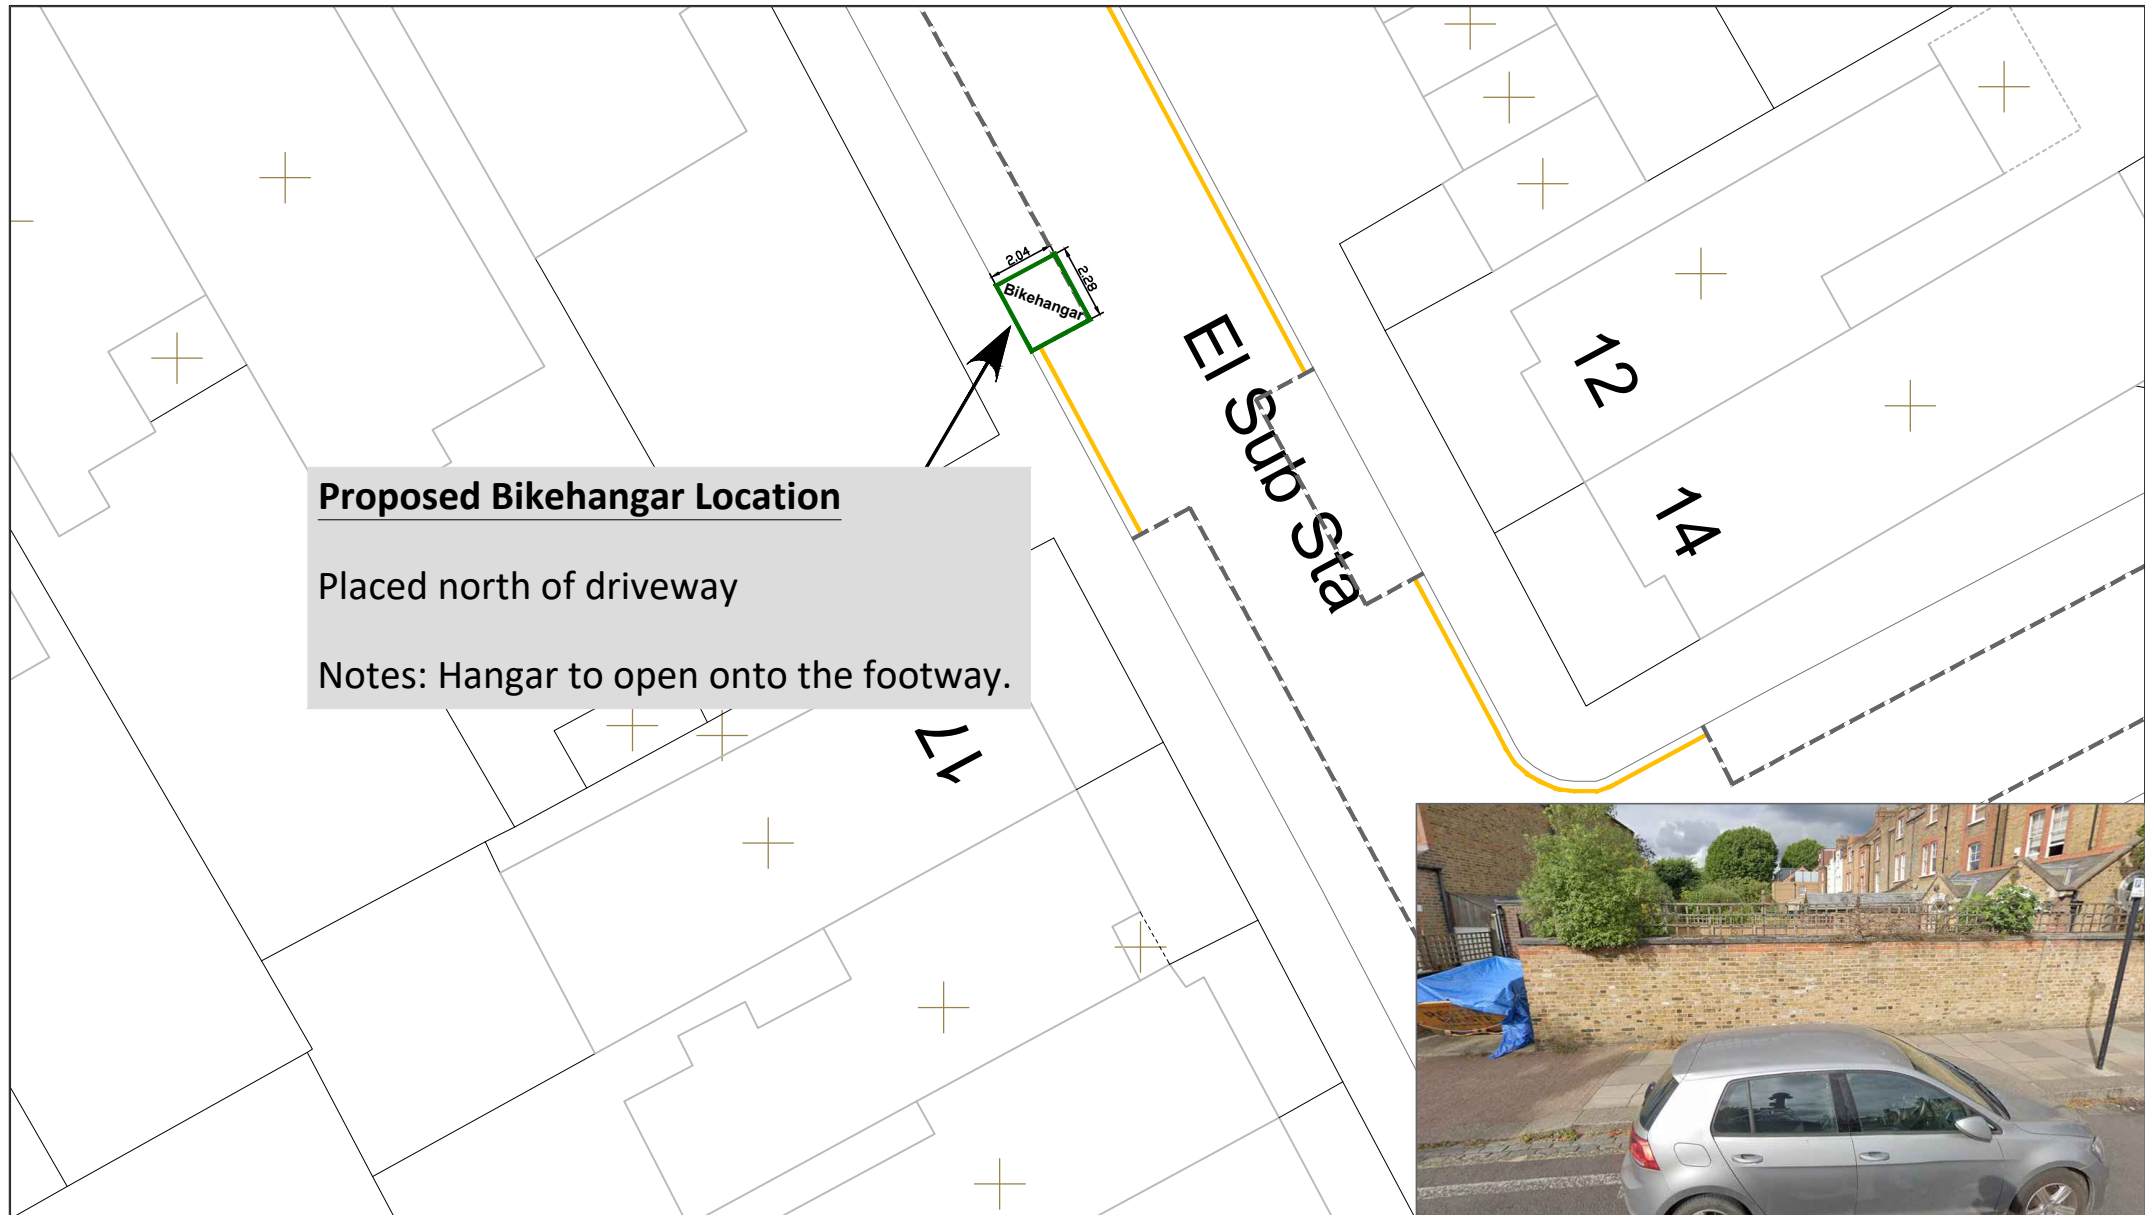 2.04
2.28
Bikehangar
El Sub Sta
12
14
Proposed Bikehangar Location
Placed north of driveway
Notes: Hangar to open onto the footway.
17